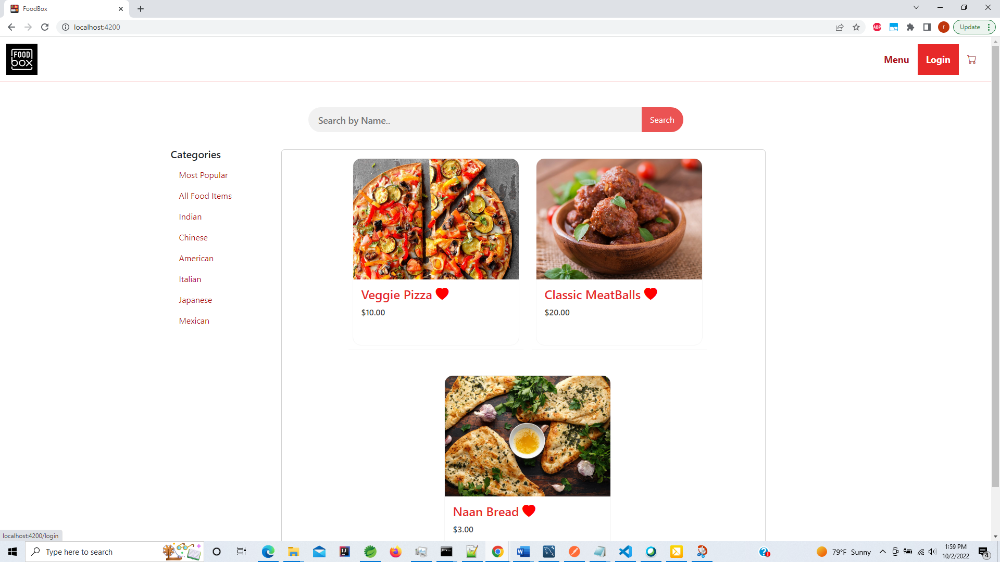 FoodBox
localhost:4200
ABP
r
Update
FOOD
box
Menu
Login
Search by Name..
Search
Categories
Most Popular
All Food Items
Indian
Chinese
American
Italian
Japanese
Mexican
Veggie Pizza
$10.00
Classic MeatBalls
$20.00
Naan Bread
$3.00
localhost:4200/login
Type here to search
79°F Sunny
1:59 PM
10/2/2022
4